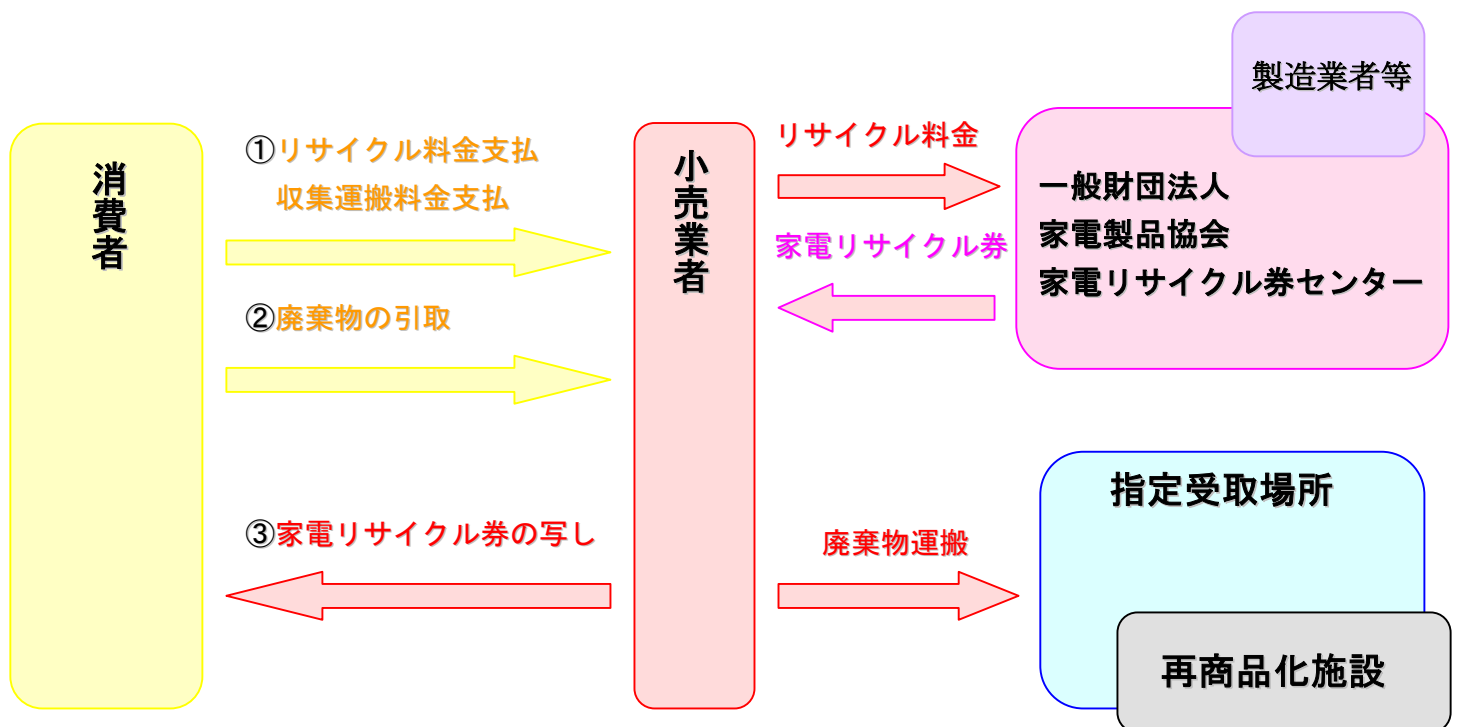 製造業者等
消費者
①リサイクル料金支払
収集運搬料金支払
②廃棄物の引取
③家電リサイクル券の写し
小売業者
リサイクル料金
家電リサイクル券
一般財団法人
家電製品協会
家電リサイクル券センター
廃棄物運搬
指定受取場所
再商品化施設